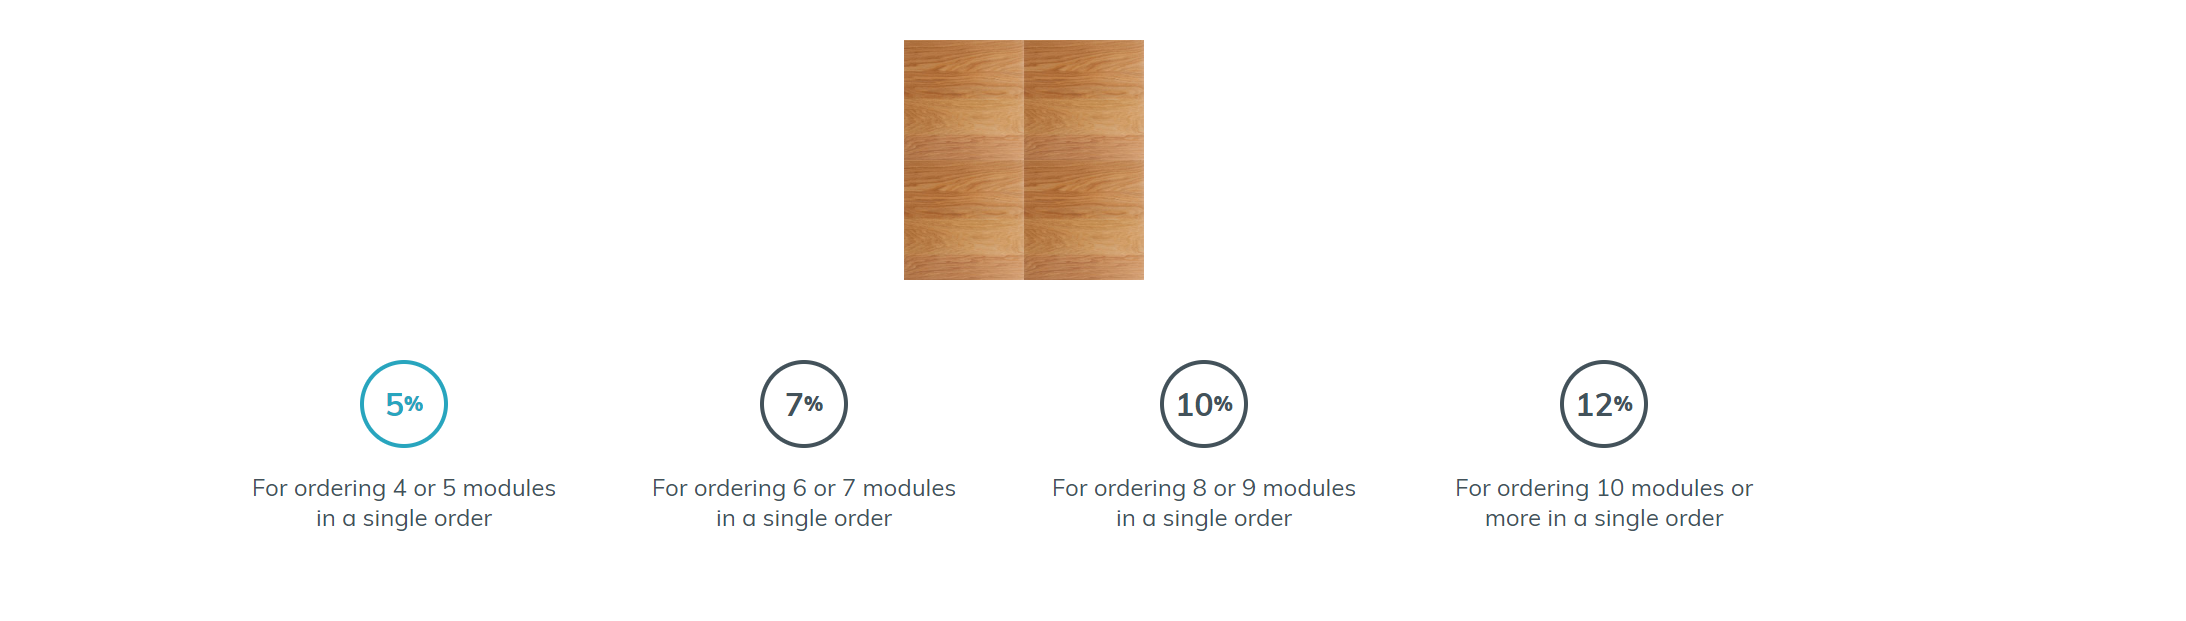 5%
7%
10%
12%
For ordering 4 or 5 modules
in a single order
For ordering 6 or 7 modules
in a single order
For ordering 8 or 9 modules
in a single order
For ordering 10 modules or
more in a single order